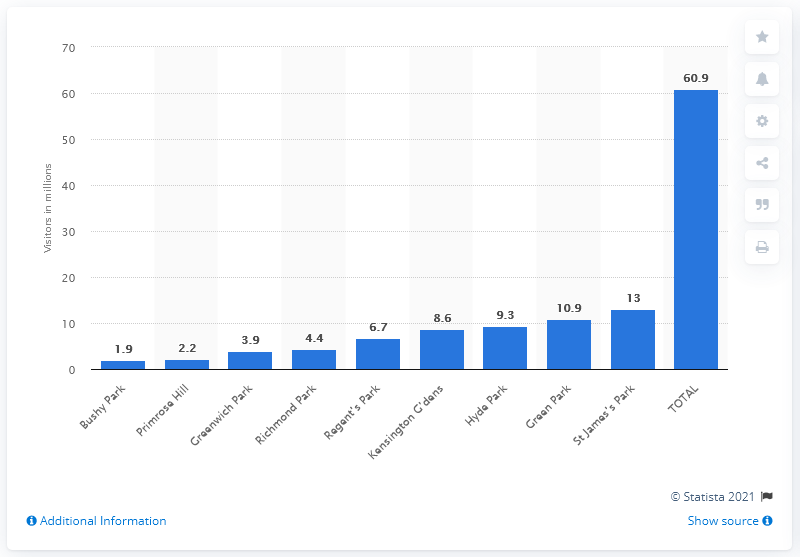 70
60
50
40
30
20
10
0
Visitors in millions
1.9
2.2
3.9
4.4
6.7
8.6
9.3
10.9
13
60.9
Bushy Park
Primrose Hill
Greenwich Park
Richmond Park
Regent's Park
Kensington G'dens
Hyde Park
Green Park
St James's Park
TOTAL
© Statista 2021
Additional Information
Show source